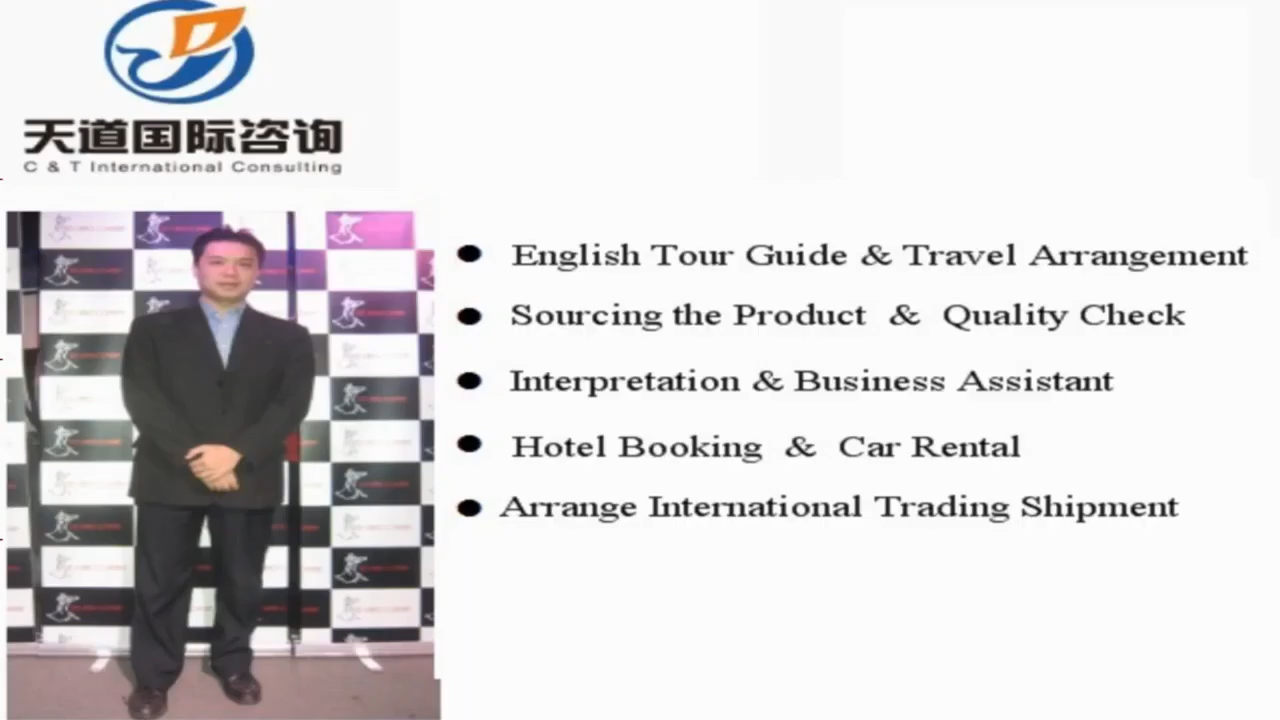 天道国际咨询
C & T International Consulting
English Tour Guide & Travel Arrangement
Sourcing the Product & Quality Check
Interpretation & Business Assistant
Hotel Booking & Car Rental
Arrange International Trading Shipment